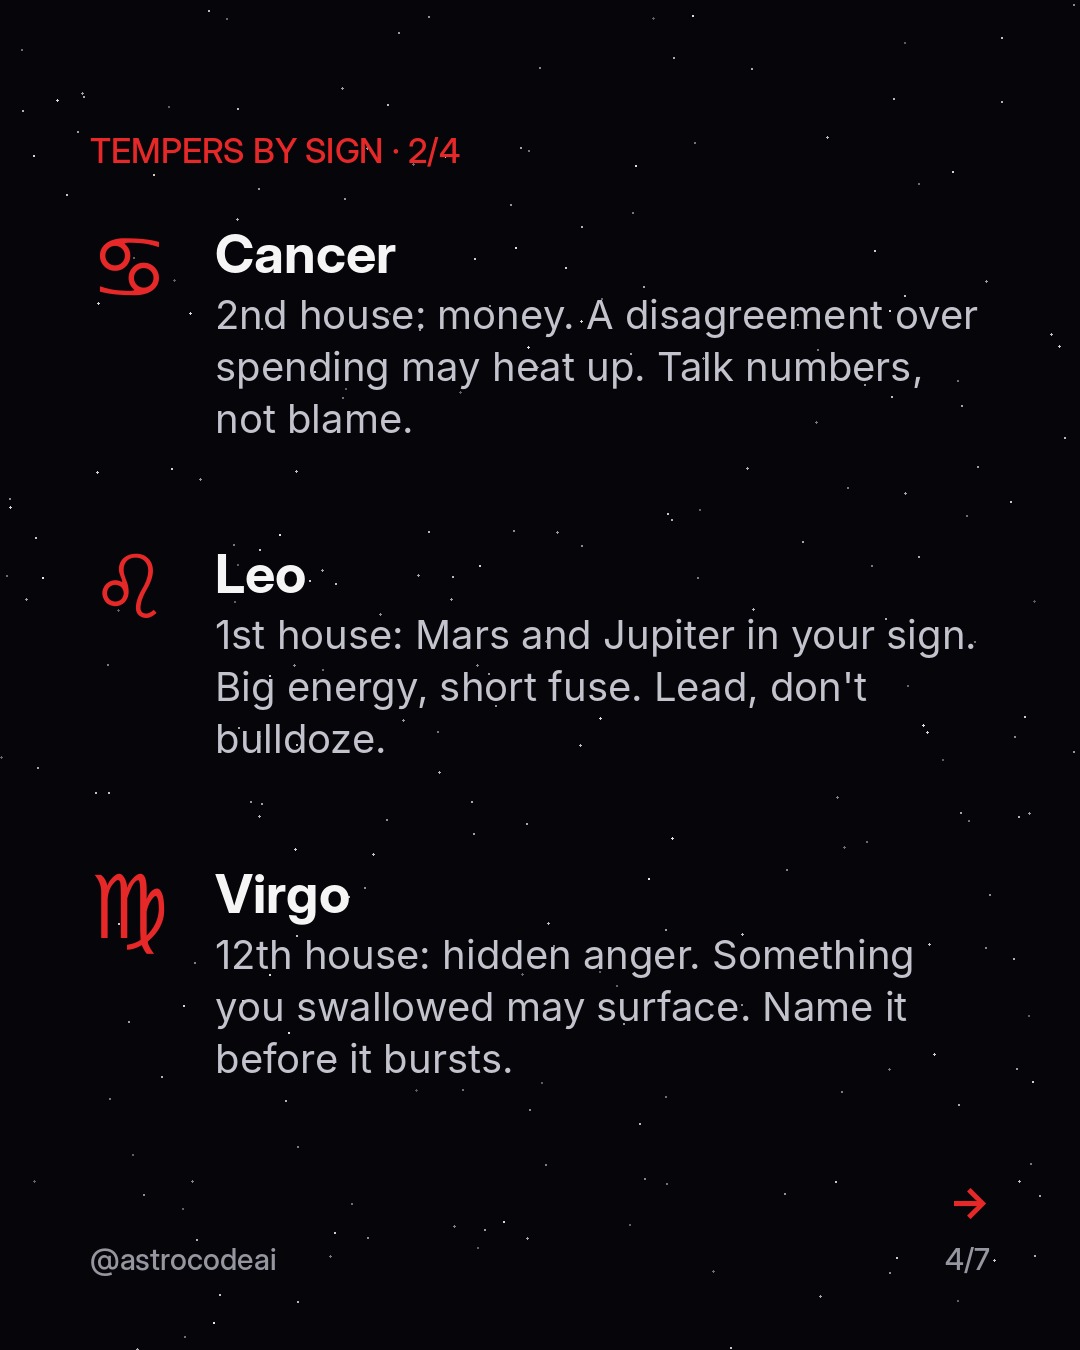 TEMPERS BY SIGN · 2/4
♋ Cancer
2nd house: money. A disagreement over
spending may heat up. Talk numbers,
not blame.
♌ Leo
1st house: Mars and Jupiter in your sign.
Big energy, short fuse. Lead, don't
bulldoze.
♍ Virgo
12th house: hidden anger. Something
you swallowed may surface. Name it
before it bursts.
→
@astrocodeai
4/7